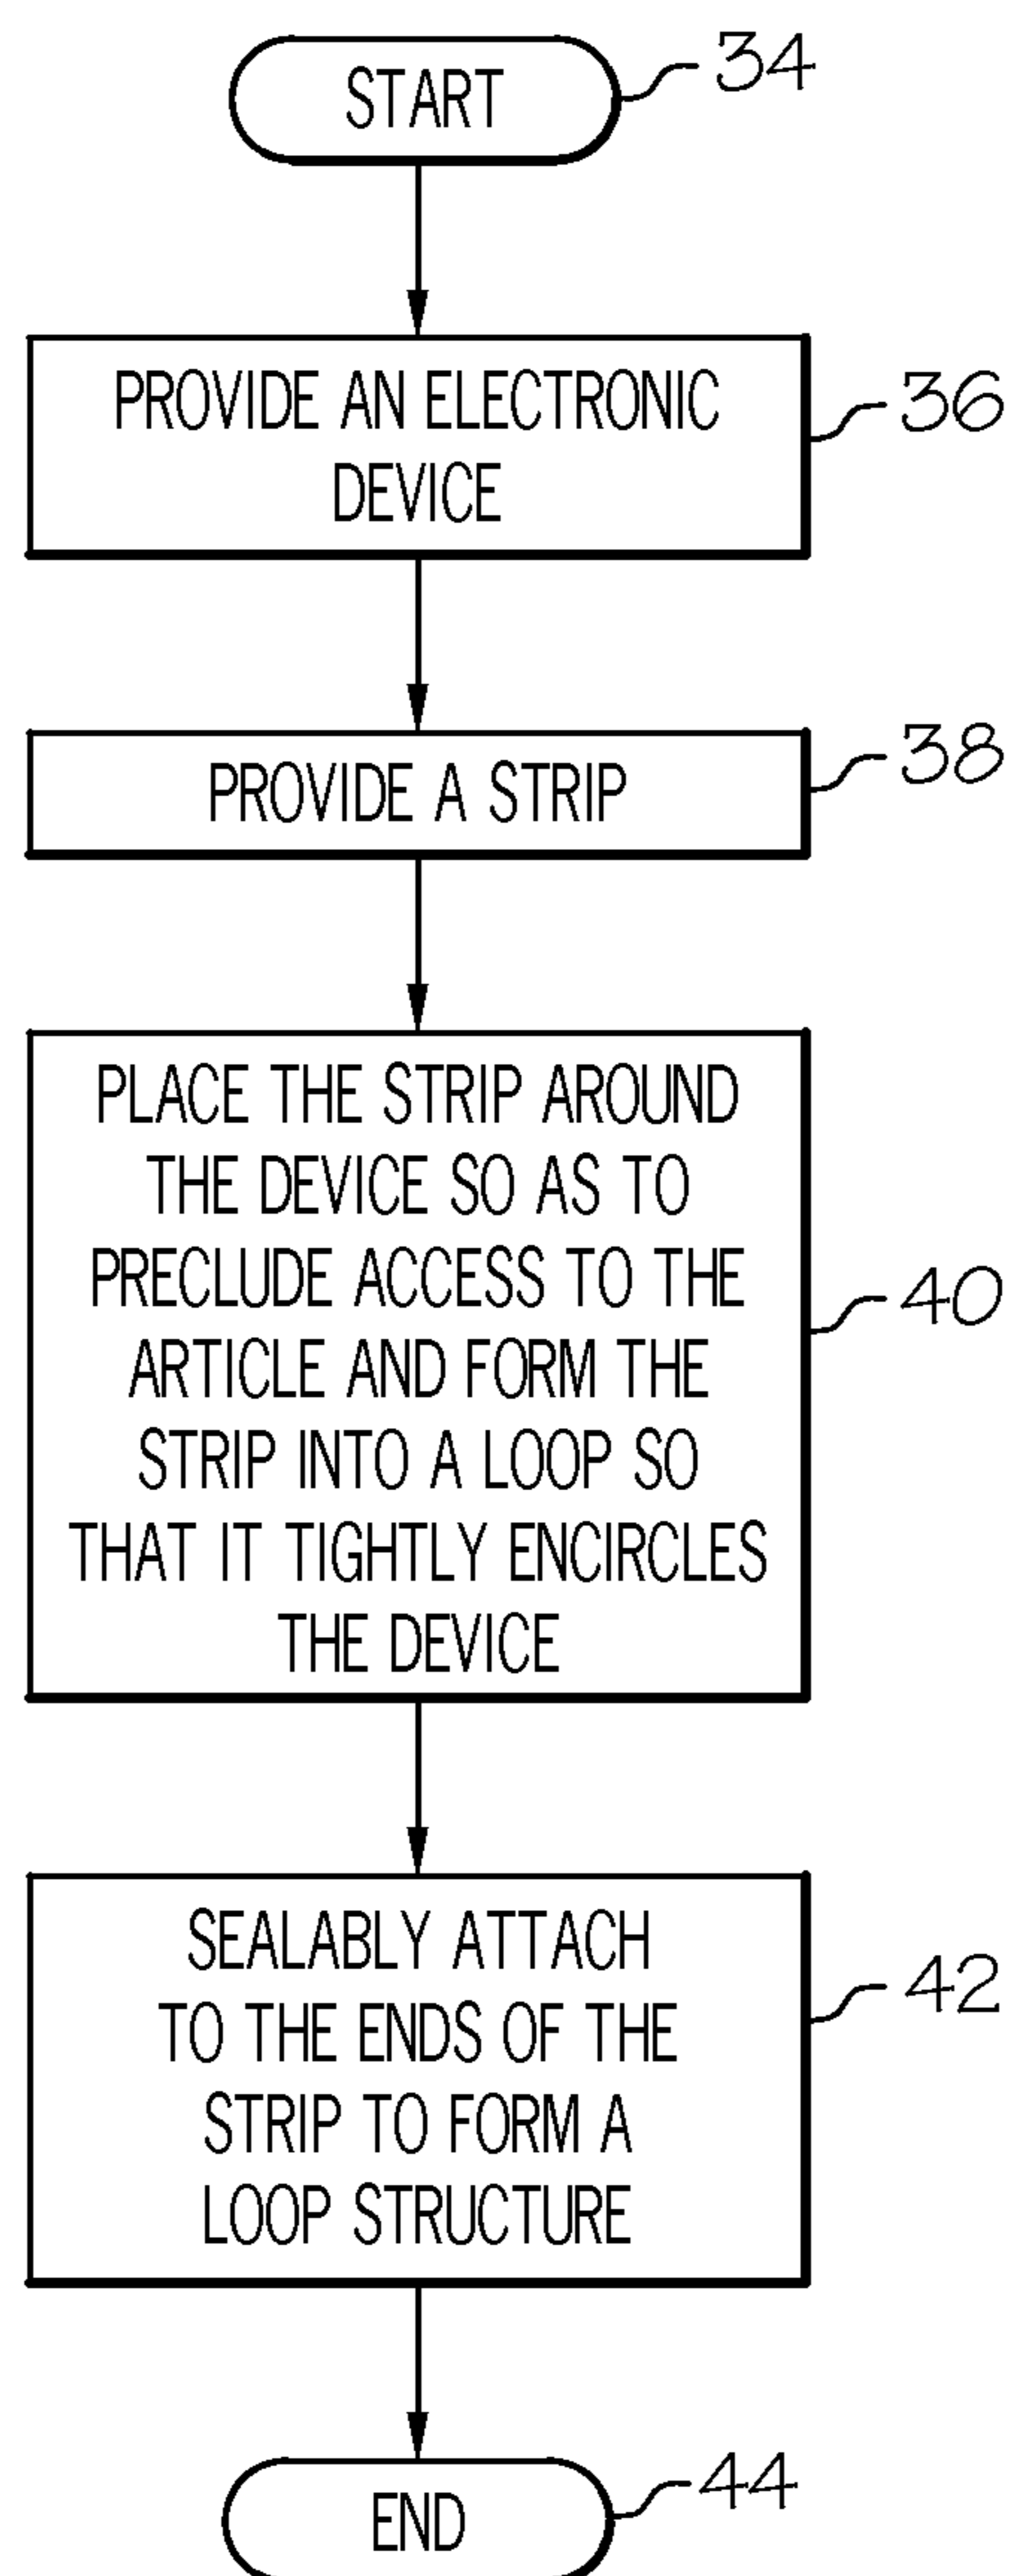 START
34
PROVIDE AN ELECTRONIC
DEVICE
36
PROVIDE A STRIP
38
PLACE THE STRIP AROUND
THE DEVICE SO AS TO
PRECLUDE ACCESS TO THE
ARTICLE AND FORM THE
STRIP INTO A LOOP SO
THAT IT TIGHTLY ENCIRCLES
THE DEVICE
40
SEALABLY ATTACH
TO THE ENDS OF THE
STRIP TO FORM A
LOOP STRUCTURE
42
END
44